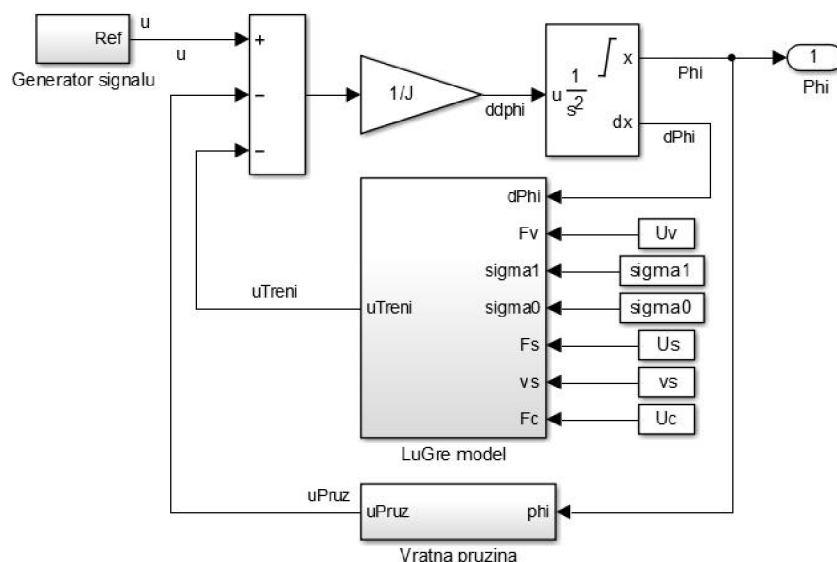 u
Ref
u
Generator signalu
+
−
−
1/J
ddphi
u 1/s^2
x
dx
Phi
dPhi
1
Phi
dPhi
Fv
sigma1
sigma0
Fs
vs
Fc
uTreni
uTreni
Uv
sigma1
sigma0
Us
vs
Uc
LuGre model
uPruz
uPruz
phi
Vratna pruzina